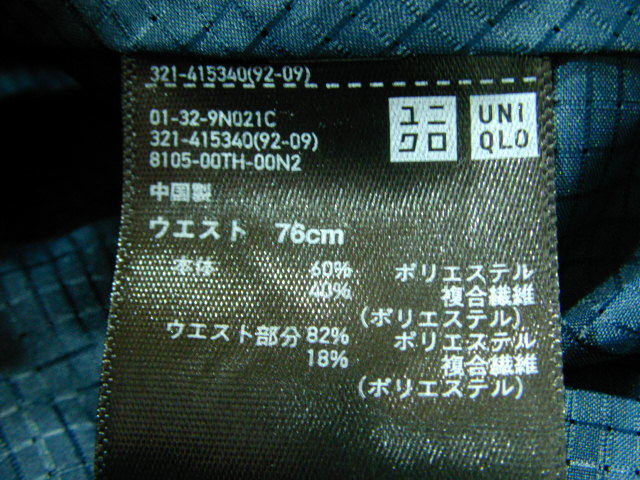 321-415340(92-09)
01-32-9N021C
321-415340(92-09)
8105-00TH-00N2
ユニ
クロ
UNI
QLO
中国製
ウエスト 76cm
本体 60% ポリエステル
40% 複合繊維
(ポリエステル)
ウエスト部分 82% ポリエステル
18% 複合繊維
(ポリエステル)